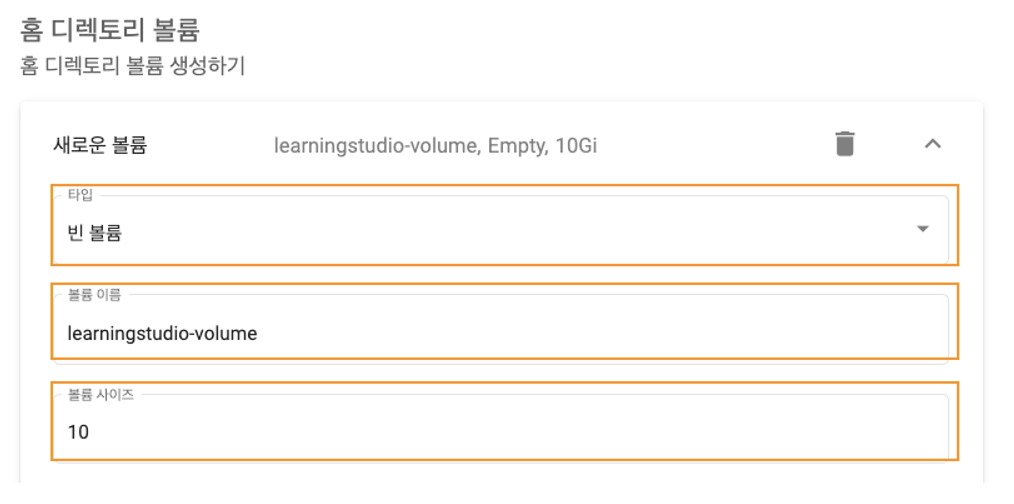 홈 디렉토리 볼륨
홈 디렉토리 볼륨 생성하기
새로운 볼륨 learningstudio-volume, Empty, 10Gi
타입
빈 볼륨
볼륨 이름
learningstudio-volume
볼륨 사이즈
10